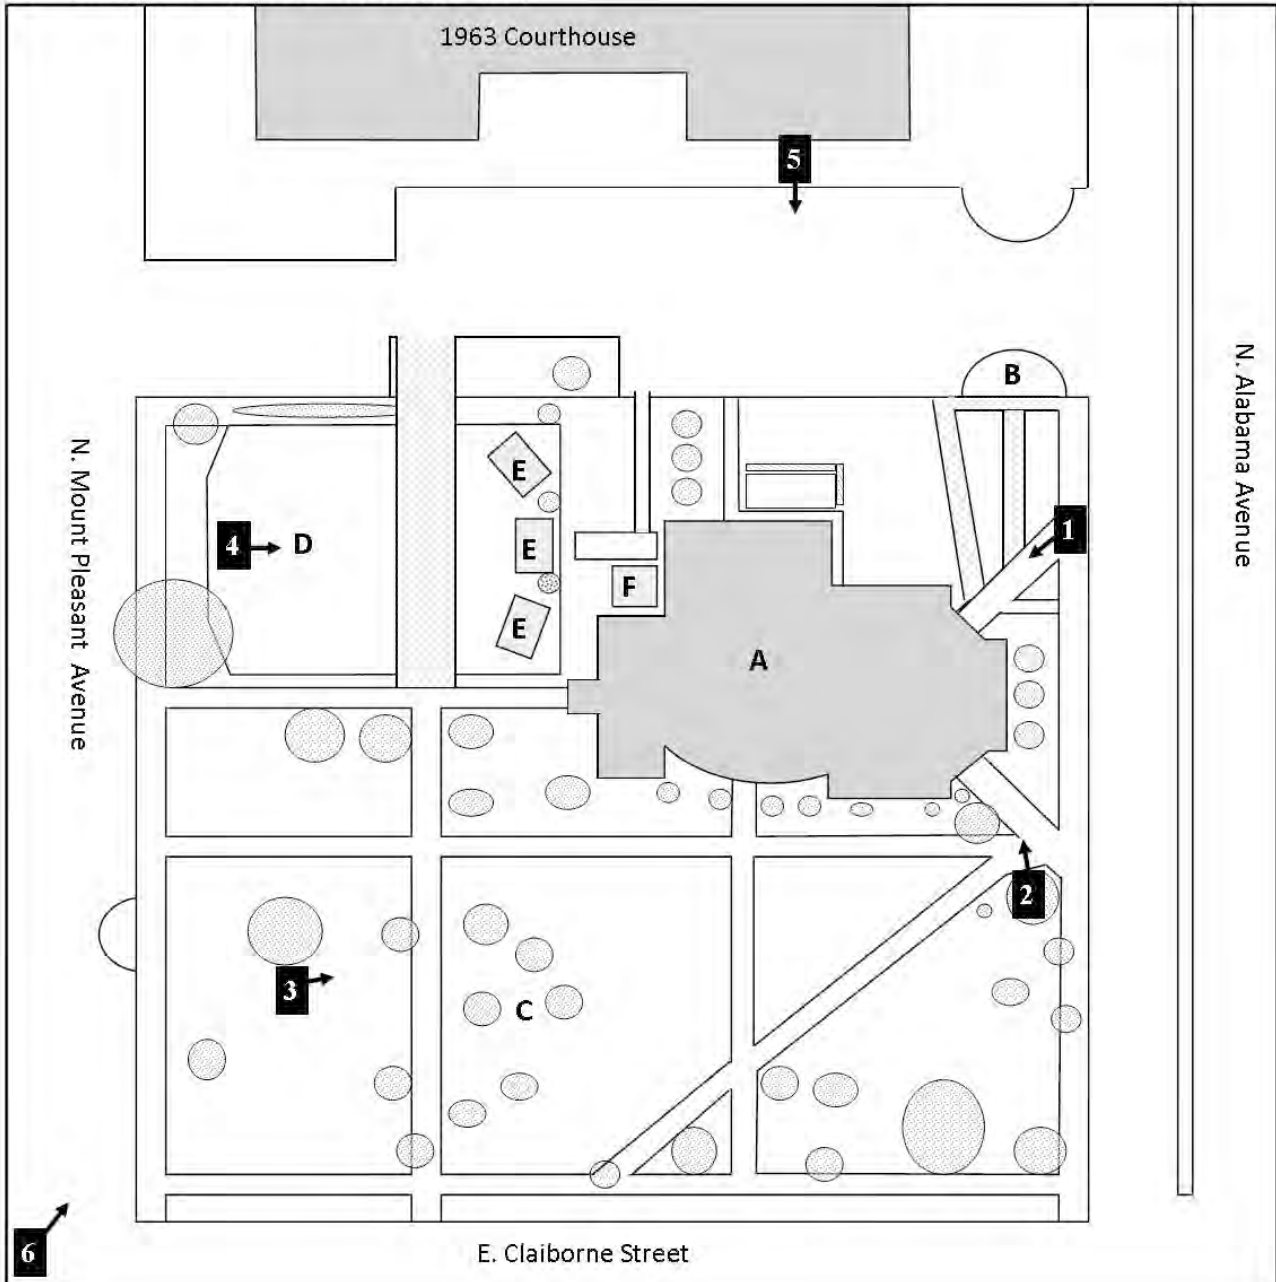 1963 Courthouse
5
B
N. Alabama Avenue
N. Mount Pleasant Avenue
E
4
D
E
1
F
E
A
2
3
C
6
E. Claiborne Street